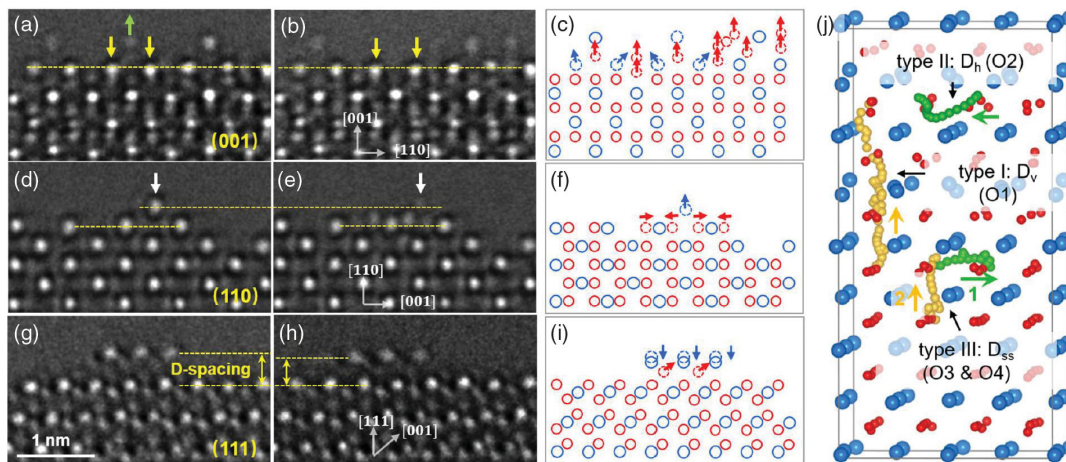 (a)
(b)
(c)
(j)
type II: Dh (O2)
(001)
[001]
[110]
type I: Dv
(O1)
(d)
(e)
(f)
(110)
[110]
[001]
2
1
(g)
(h)
(i)
type III: Dss
(O3 & O4)
D-spacing
1 nm
(111)
[111]
[001]